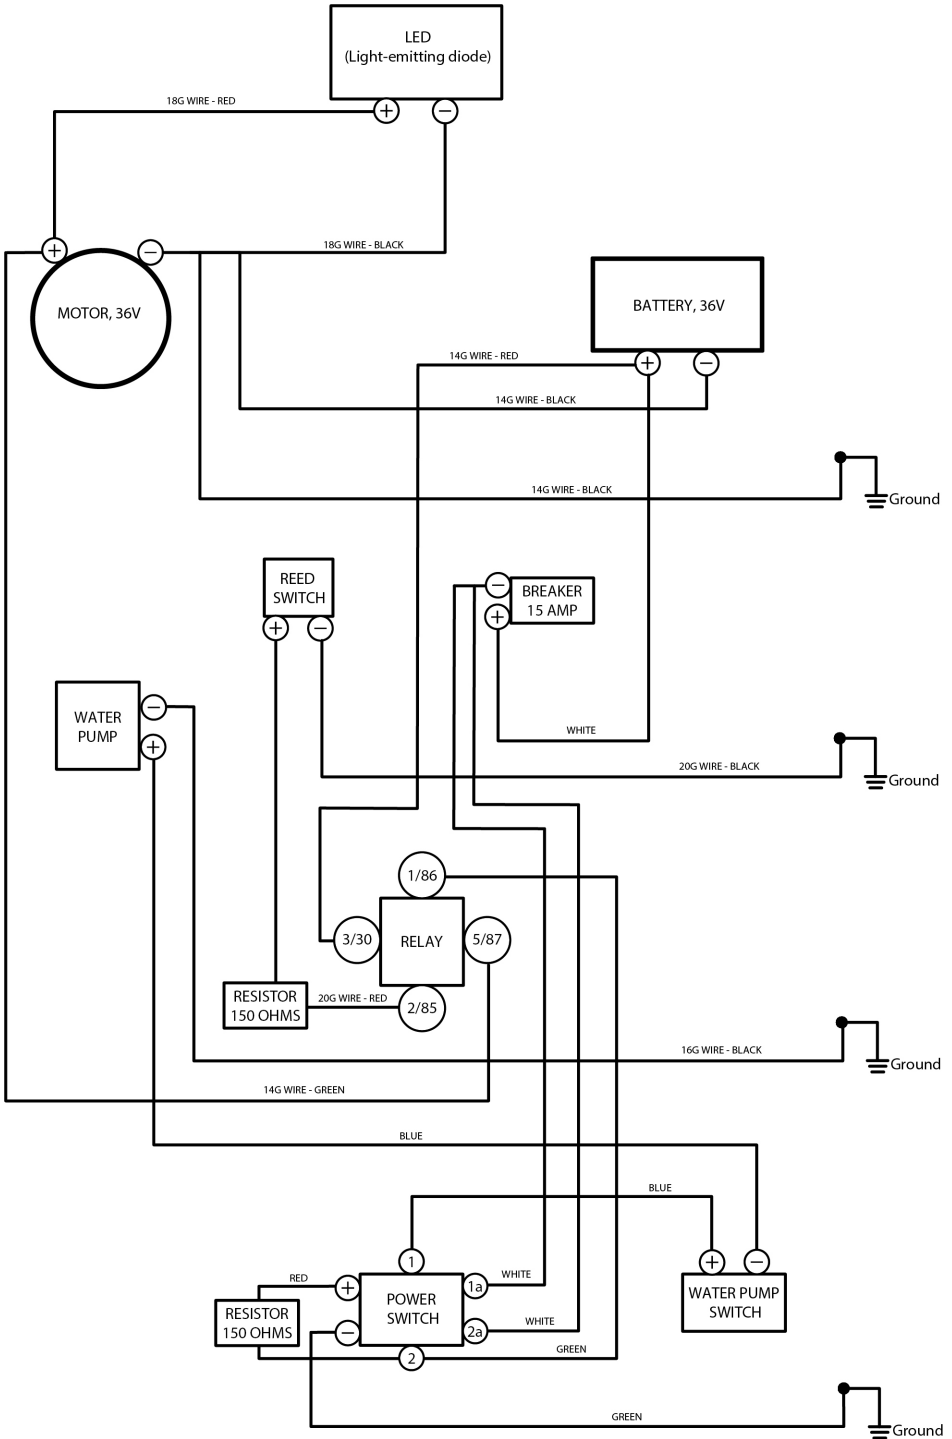 LED
(Light-emitting diode)
18G WIRE - RED
+
−
18G WIRE - BLACK
+
−
MOTOR, 36V
BATTERY, 36V
14G WIRE - RED
+
−
14G WIRE - BLACK
14G WIRE - BLACK
Ground
REED
SWITCH
+
−
−
+
BREAKER
15 AMP
WATER
PUMP
−
+
WHITE
20G WIRE - BLACK
Ground
1/86
3/30
RELAY
5/87
2/85
RESISTOR
150 OHMS
20G WIRE - RED
16G WIRE - BLACK
Ground
14G WIRE - GREEN
BLUE
BLUE
1
+
−
WATER PUMP
SWITCH
RED
+
−
POWER
SWITCH
1a
WHITE
2a
WHITE
RESISTOR
150 OHMS
2
GREEN
GREEN
Ground